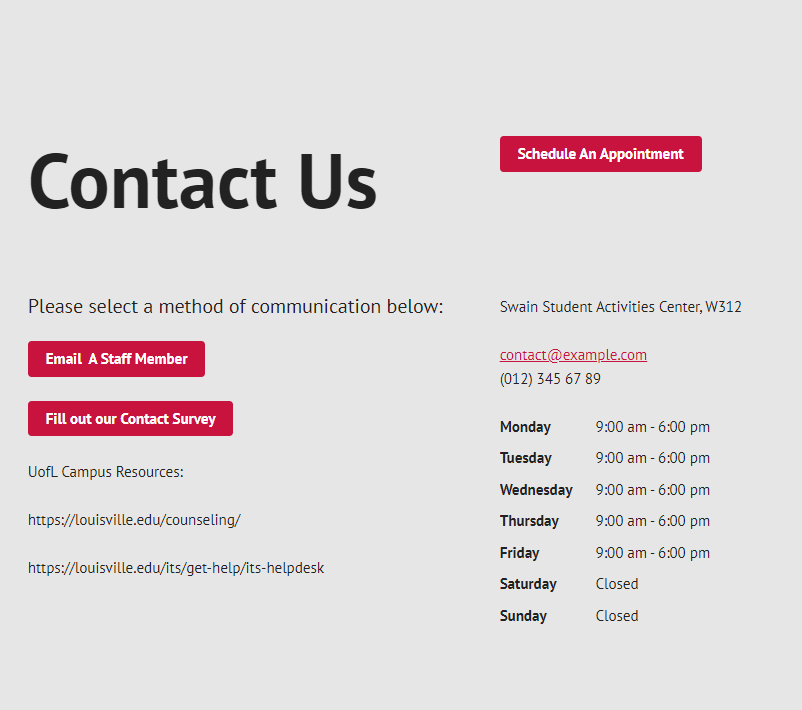 Schedule An Appointment
Contact Us
Please select a method of communication below:
Email  A Staff Member
Fill out our Contact Survey
UofL Campus Resources:
https://louisville.edu/counseling/
https://louisville.edu/its/get-help/its-helpdesk
Swain Student Activities Center, W312
contact@example.com
(012) 345 67 89
Monday 9:00 am - 6:00 pm
Tuesday 9:00 am - 6:00 pm
Wednesday 9:00 am - 6:00 pm
Thursday 9:00 am - 6:00 pm
Friday 9:00 am - 6:00 pm
Saturday Closed
Sunday Closed